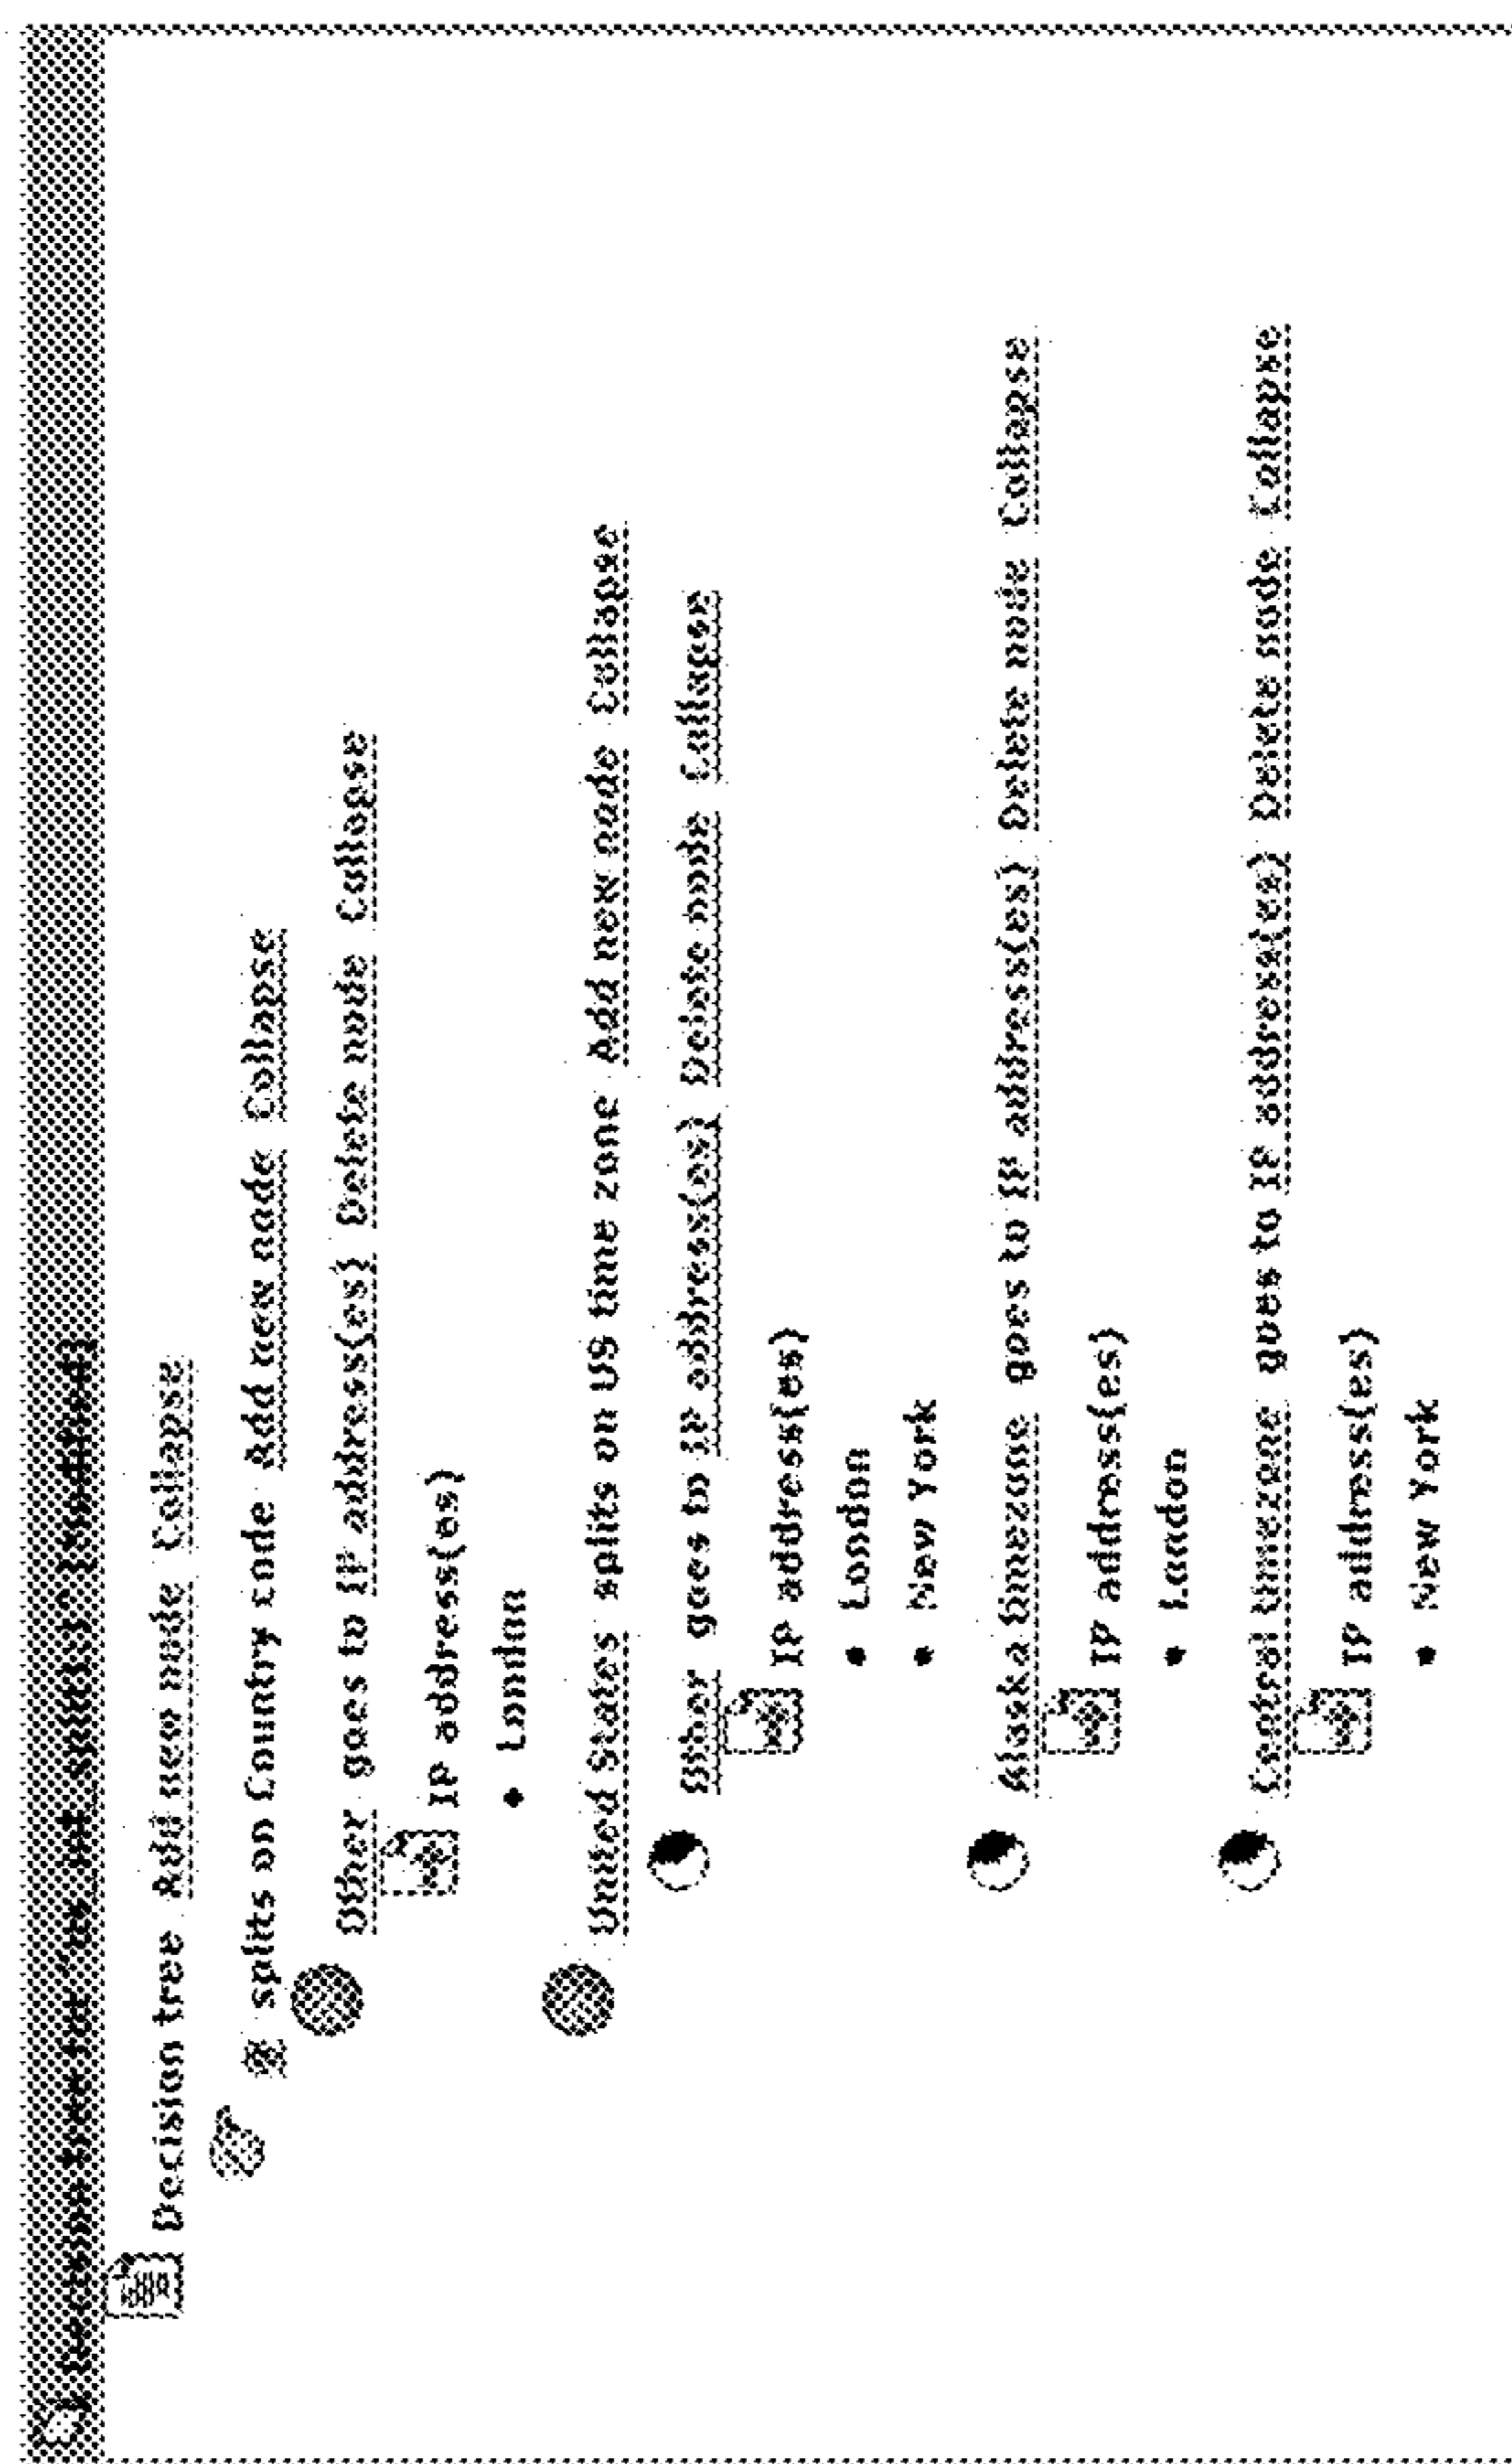 Decision tree Add new node Collapse
splits on Country code Add new node Collapse
Other goes to IP address(es) Delete node Collapse
IP address(es)
• London
United States splits on US time zone Add new node Collapse
Other goes to IP address(es) Delete node Collapse
IP address(es)
• London
• New York
Alaska timezone goes to IP address(es) Delete node Collapse
IP address(es)
• London
Central timezone goes to IP address(es) Delete node Collapse
IP address(es)
• New York